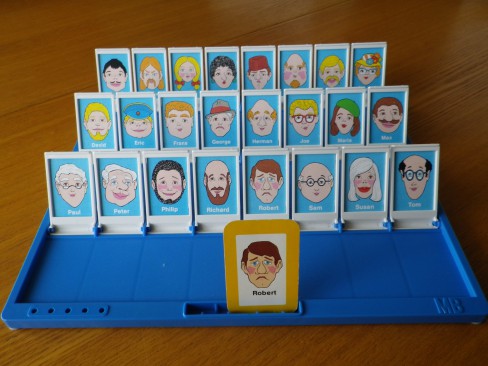 David
Eric
Frans
George
Herman
Joe
Maria
Max
Paul
Peter
Philip
Richard
Robert
Sam
Susan
Tom
Robert
MB